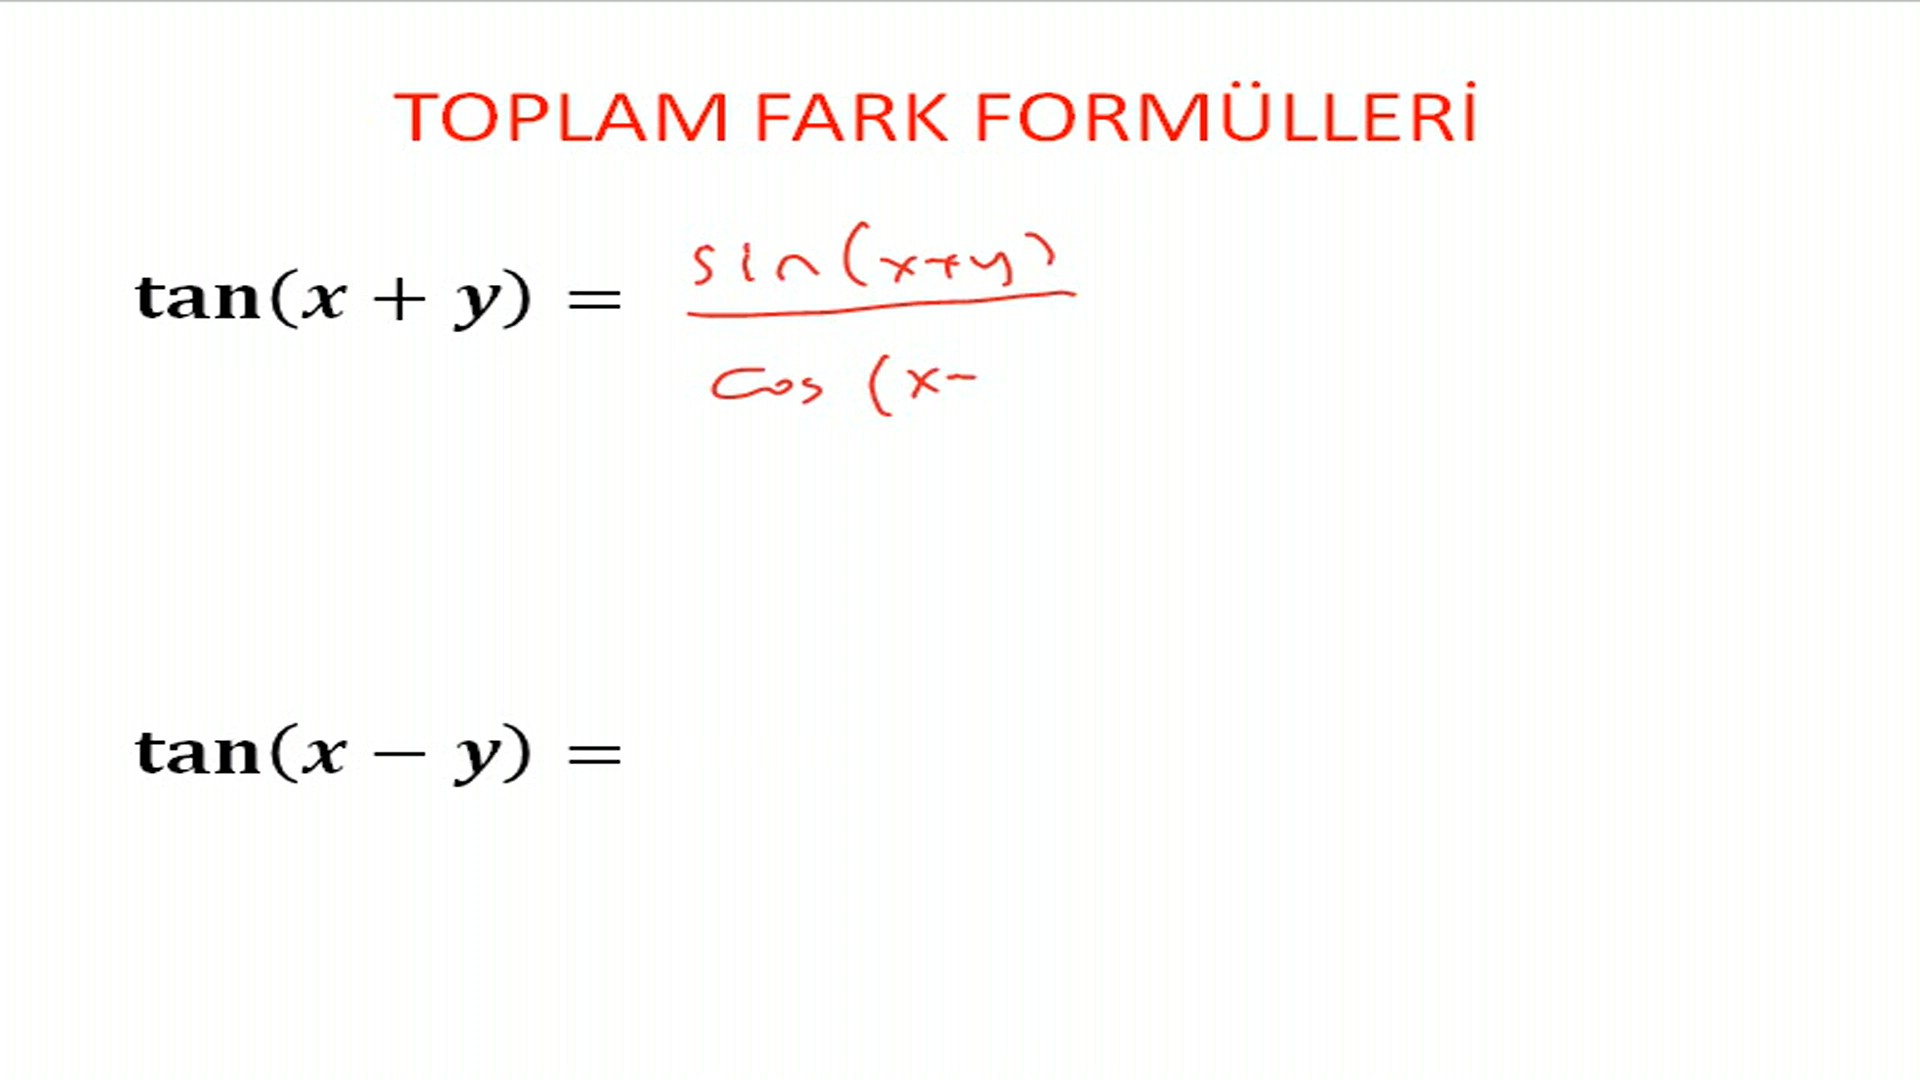 TOPLAM FARK FORMÜLLERİ
tan(x + y) = sin(x+y)
cos (x-
tan(x − y) =